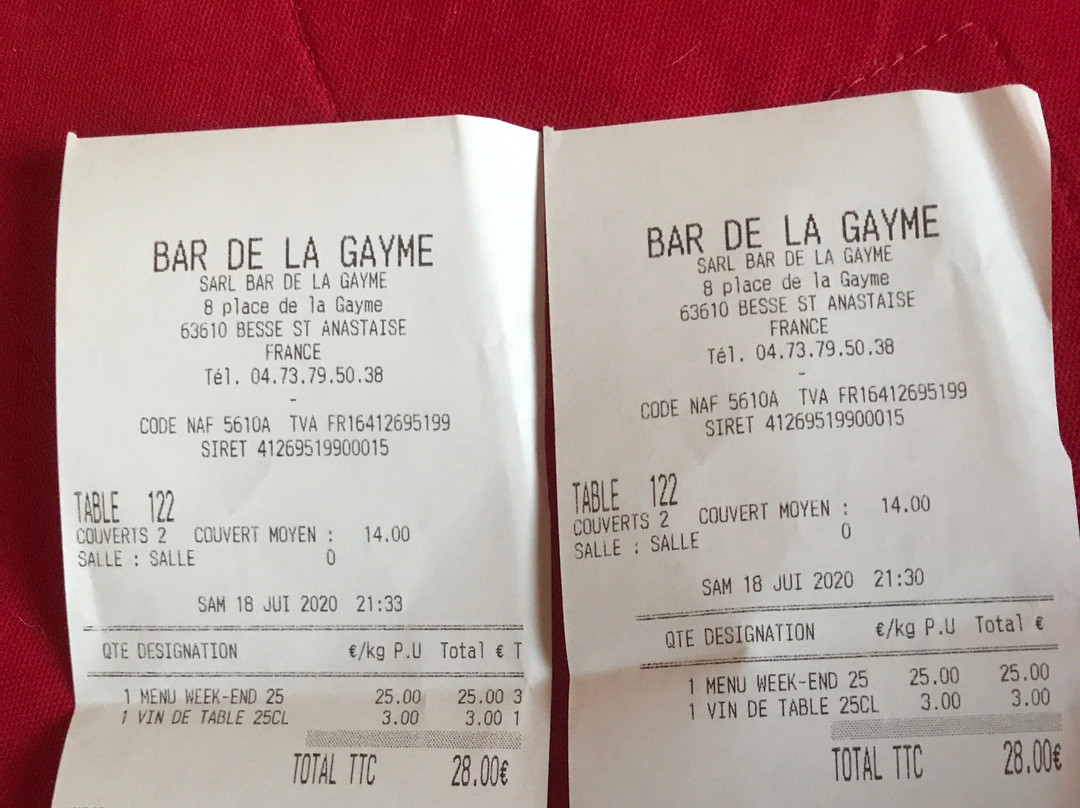 BAR DE LA GAYME
SARL BAR DE LA GAYME
8 place de la Gayme
63610 BESSE ST ANASTAISE
FRANCE
Tél. 04.73.79.50.38
-
CODE NAF 5610A TVA FR16412695199
SIRET 41269519900015
TABLE 122
COUVERTS 2 COUVERT MOYEN : 14.00
SALLE : SALLE 0
SAM 18 JUI 2020 21:33
QTE DESIGNATION €/kg P.U Total € T
1 MENU WEEK-END 25 25.00 25.00 3
1 VIN DE TABLE 25CL 3.00 3.00 1
TOTAL TTC 28.00€
BAR DE LA GAYME
SARL BAR DE LA GAYME
8 place de la Gayme
63610 BESSE ST ANASTAISE
FRANCE
Tél. 04.73.79.50.38
-
CODE NAF 5610A TVA FR16412695199
SIRET 41269519900015
TABLE 122
COUVERTS 2 COUVERT MOYEN : 14.00
SALLE : SALLE 0
SAM 18 JUI 2020 21:30
QTE DESIGNATION €/kg P.U Total €
1 MENU WEEK-END 25 25.00 25.00
1 VIN DE TABLE 25CL 3.00 3.00
TOTAL TTC 28.00€